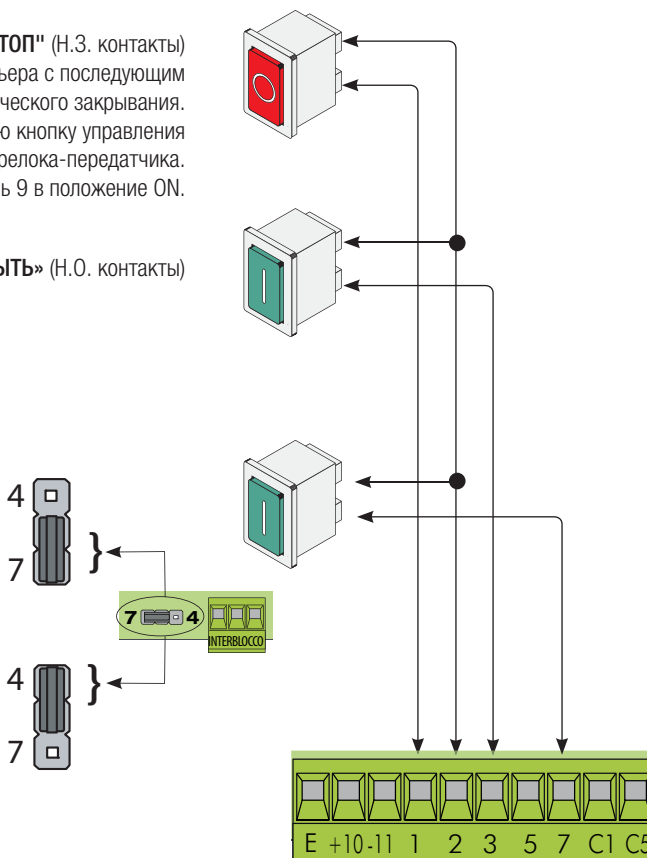 ТОП" (Н.З. контакты)
ьера с последующим
ческого закрывания.
ю кнопку управления
релока-передатчика.
ь 9 в положение ON.
ЫТЬ» (Н.О. контакты)
4
7
7 4
INTERBLOCCO
4
7
E +10 -11 1 2 3 5 7 C1 C5